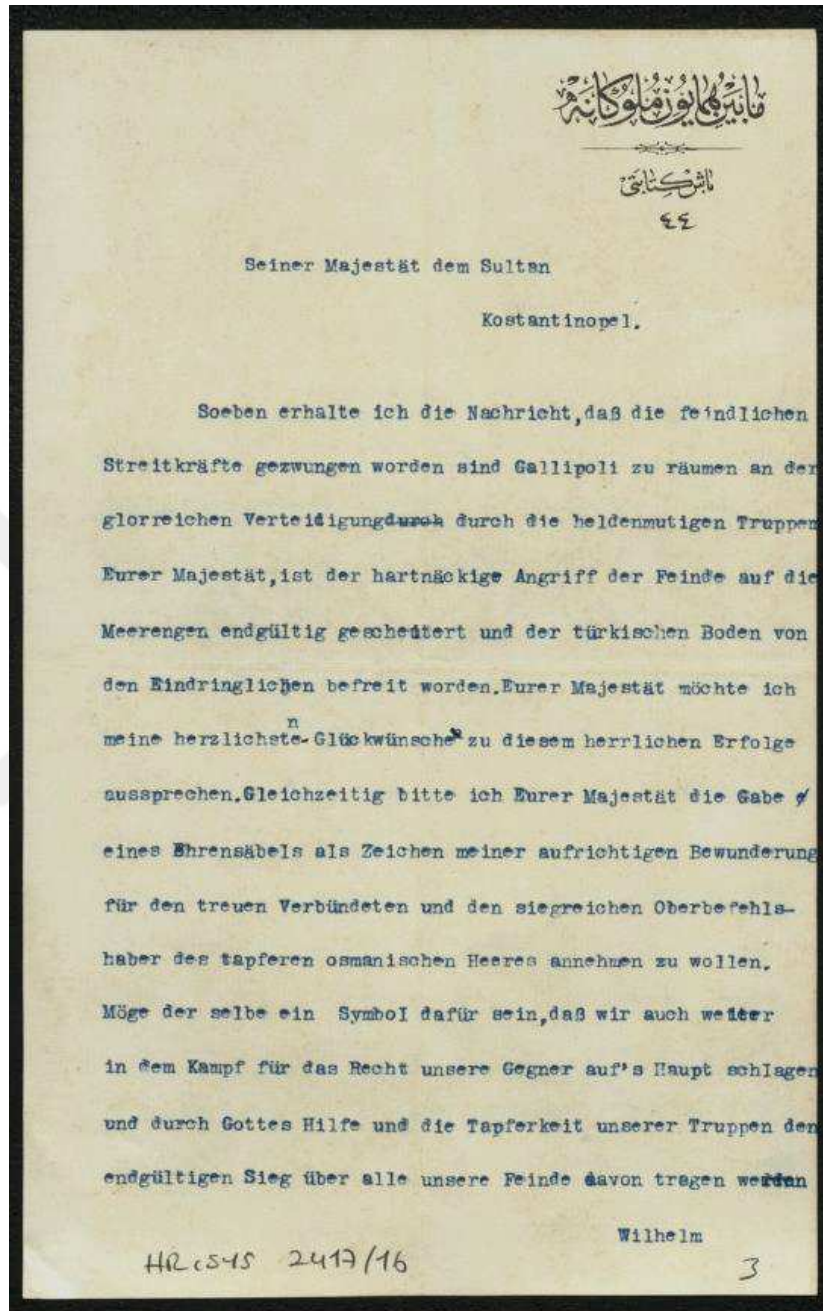 مابين همايون ملوكانه
باش كتابتى
٤٤
Seiner Majestät dem Sultan
Kostantinopel.
Soeben erhalte ich die Nachricht,daß die feindlichen
Streitkräfte gezwungen worden sind Gallipoli zu räumen an der
glorreichen Verteidigungdurch durch die heldenmutigen Truppen
Eurer Majestät,ist der hartnäckige Angriff der Feinde auf die
Meerengen endgültig gescheitert und der türkischen Boden von
den Eindringlichen befreit worden.Eurer Majestät möchte ich
meine herzlichsten Glückwünsche zu diesem herrlichen Erfolge
aussprechen.Gleichzeitig bitte ich Eurer Majestät die Gabe
eines Ehrensäbels als Zeichen meiner aufrichtigen Bewunderung
für den treuen Verbündeten und den siegreichen Oberbefehls-
haber des tapferen osmanischen Heeres annehmen zu wollen.
Möge der selbe ein Symbol dafür sein,daß wir auch weiter
in dem Kampf für das Recht unsere Gegner auf's Haupt schlagen
und durch Gottes Hilfe und die Tapferkeit unserer Truppen den
endgültigen Sieg über alle unsere Feinde davon tragen werden
Wilhelm
HR.SYS 2417/16
3